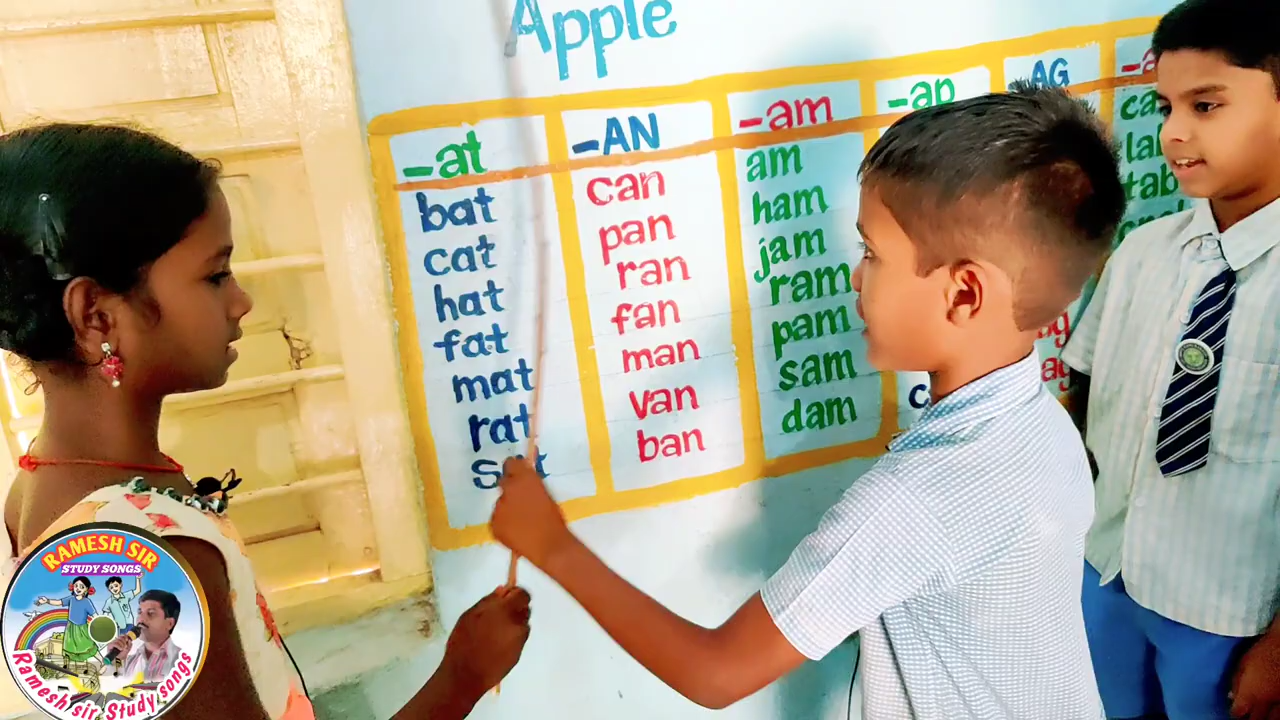 Apple
-at
bat
cat
hat
fat
mat
rat
-AN
can
pan
ran
fan
man
van
ban
-am
am
ham
jam
ram
pam
sam
dam
-ap
-AG
RAMESH SIR
STUDY SONGS
Ramesh sir Study songs